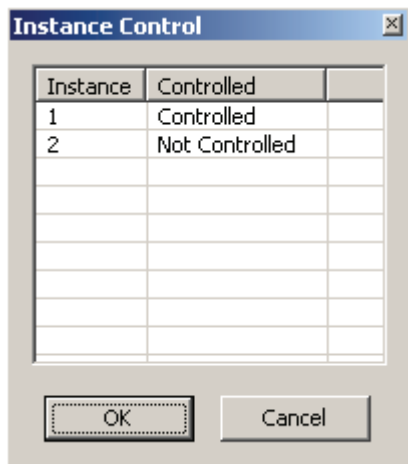 Instance Control
Instance Controlled
1 Controlled
2 Not Controlled
OK Cancel